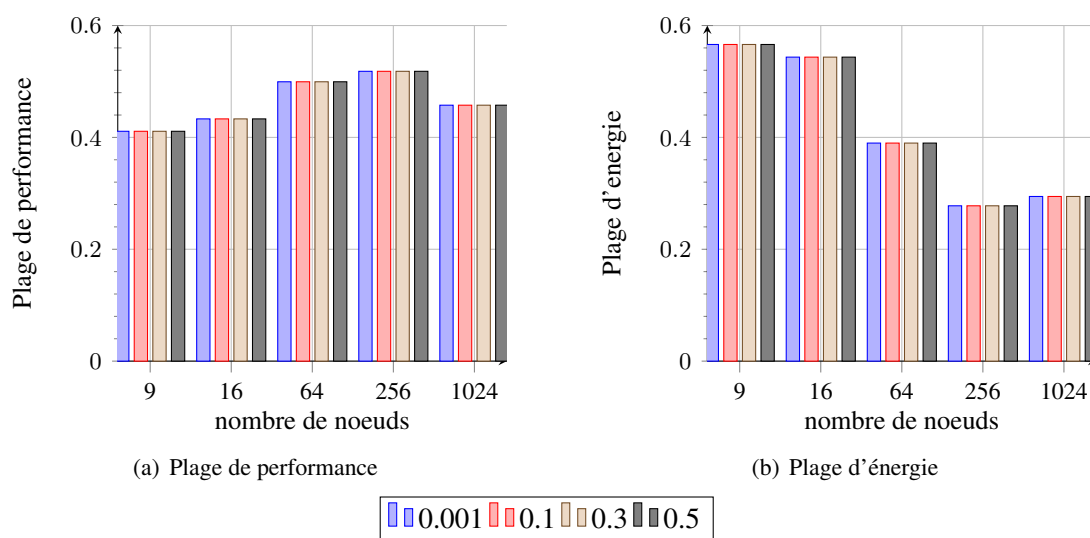 0.6
0.4
0.2
0
Plage de performance
9 16 64 256 1024
nombre de noeuds
(a) Plage de performance
0.6
0.4
0.2
0
Plage d'energie
9 16 64 256 1024
nombre de noeuds
(b) Plage d'énergie
0.001 0.1 0.3 0.5